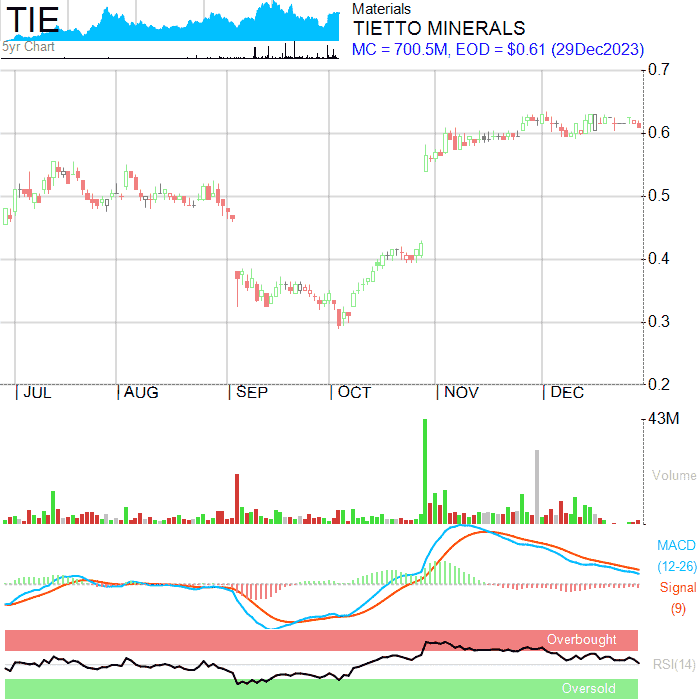 TIE
5yr Chart
Materials
TIETTO MINERALS
MC = 700.5M, EOD = $0.61 (29Dec2023)
0.7
0.6
0.5
0.4
0.3
0.2
JUL
AUG
SEP
OCT
NOV
DEC
43M
Volume
MACD
(12-26)
Signal
(9)
Overbought
RSI(14)
Oversold